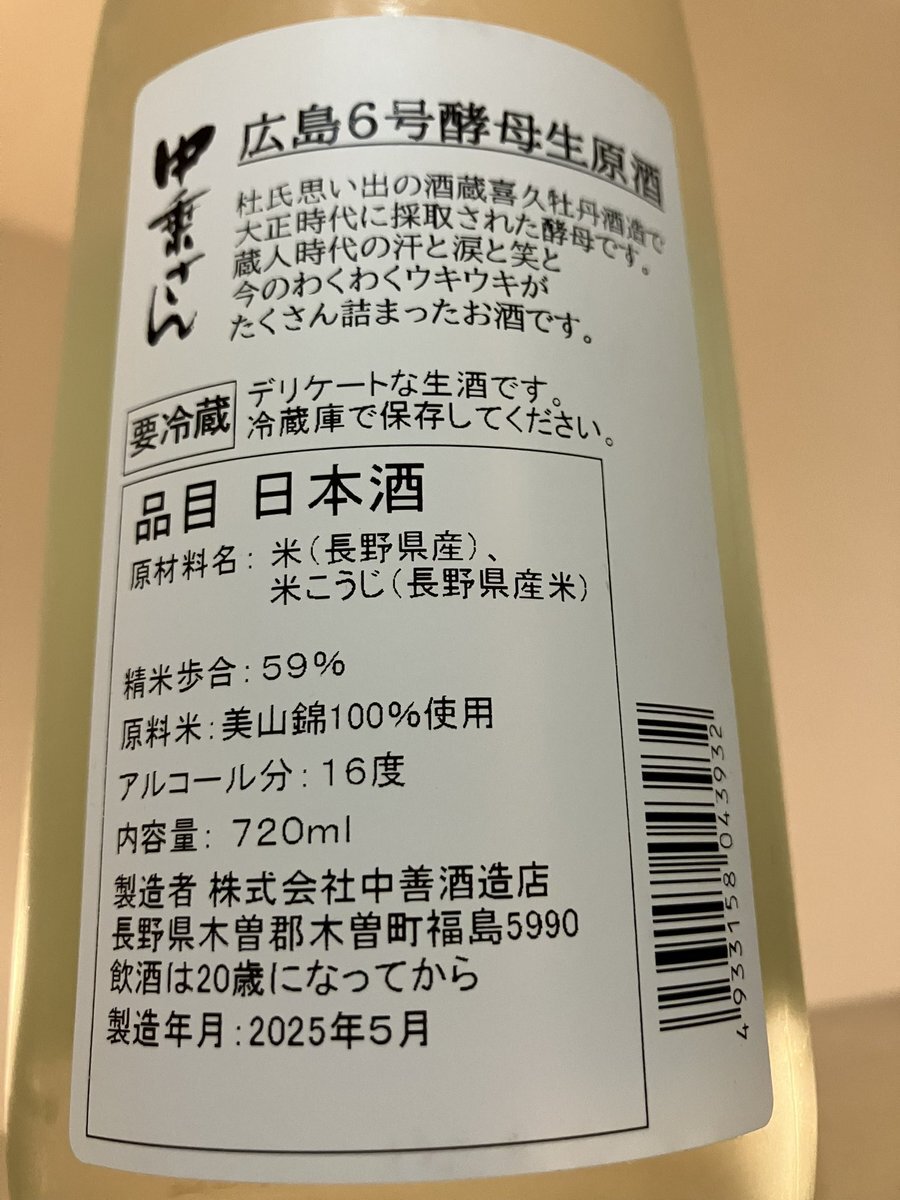 中乗さん
広島6号酵母生原酒
杜氏思い出の酒蔵喜久牡丹酒造で
大正時代に採取された酵母です。
蔵人時代の汗と涙と笑と
今のわくわくウキウキが
たくさん詰まったお酒です。
要冷蔵
デリケートな生酒です。
冷蔵庫で保存してください。
品目 日本酒
原材料名：米（長野県産）、
米こうじ（長野県産米）
精米歩合：59％
原料米：美山錦100％使用
アルコール分：16度
内容量：720ml
製造者 株式会社中善酒造店
長野県木曽郡木曽町福島5990
飲酒は20歳になってから
製造年月：2025年5月
4933158043932